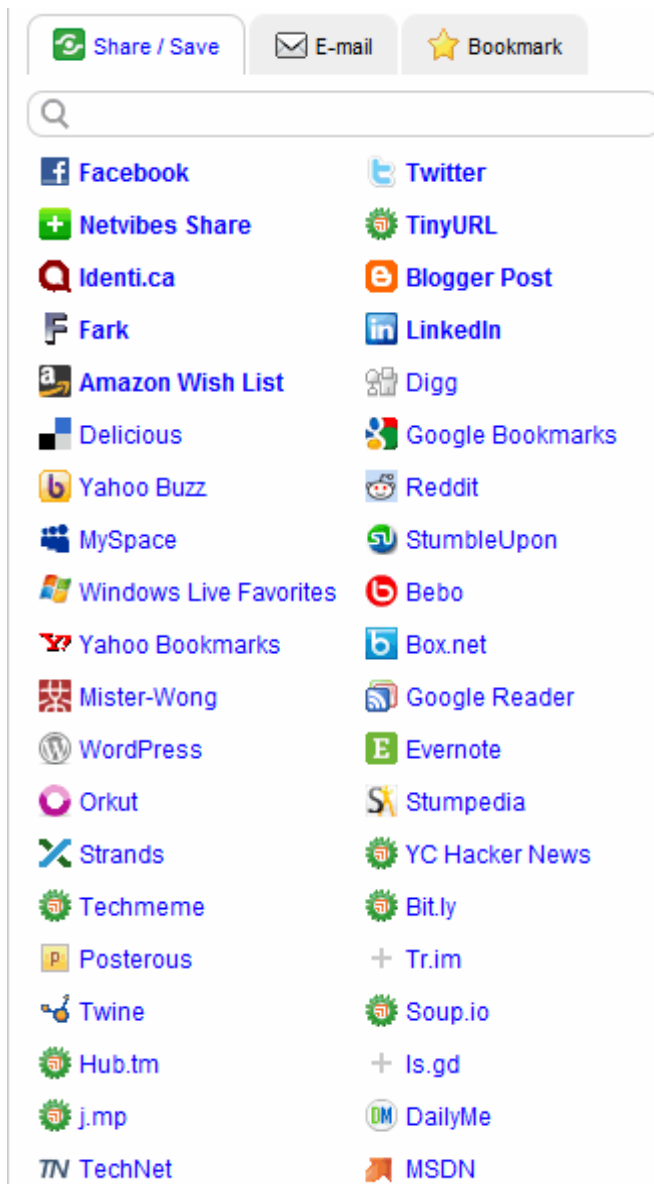 Share / Save E-mail Bookmark
Facebook Twitter
Netvibes Share TinyURL
Identi.ca Blogger Post
Fark LinkedIn
Amazon Wish List Digg
Delicious Google Bookmarks
Yahoo Buzz Reddit
MySpace StumbleUpon
Windows Live Favorites Bebo
Yahoo Bookmarks Box.net
Mister-Wong Google Reader
WordPress Evernote
Orkut Stumpedia
Strands YC Hacker News
Techmeme Bit.ly
Posterous Tr.im
Twine Soup.io
Hub.tm Is.gd
j.mp DailyMe
TechNet MSDN